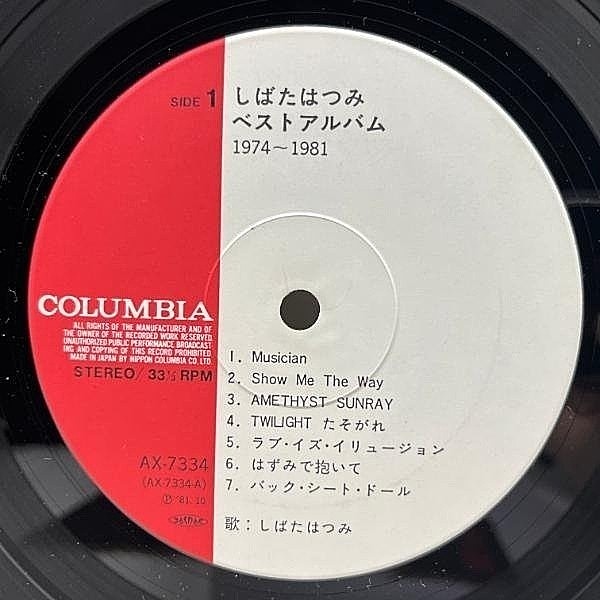 SIDE 1
しばたはつみ
ベストアルバム
1974〜1981
COLUMBIA
ALL RIGHTS OF THE MANUFACTURER AND OF
THE OWNER OF THE RECORDED WORK RESERVED
UNAUTHORIZED PUBLIC PERFORMANCE BROADCAST
ING AND COPYING OF THIS RECORD PROHIBITED
MADE IN JAPAN BY NIPPON COLUMBIA CO LTD
STEREO/33⅓ RPM
1. Musician
2. Show Me The Way
3. AMETHYST SUNRAY
4. TWILIGHT たそがれ
5. ラブ・イズ・イリュージョン
6. はずみで抱いて
7. バック・シート・ドール
AX-7334
(AX-7334-A)
Ⓟ '81. 10
JASRAC
歌：しばたはつみ